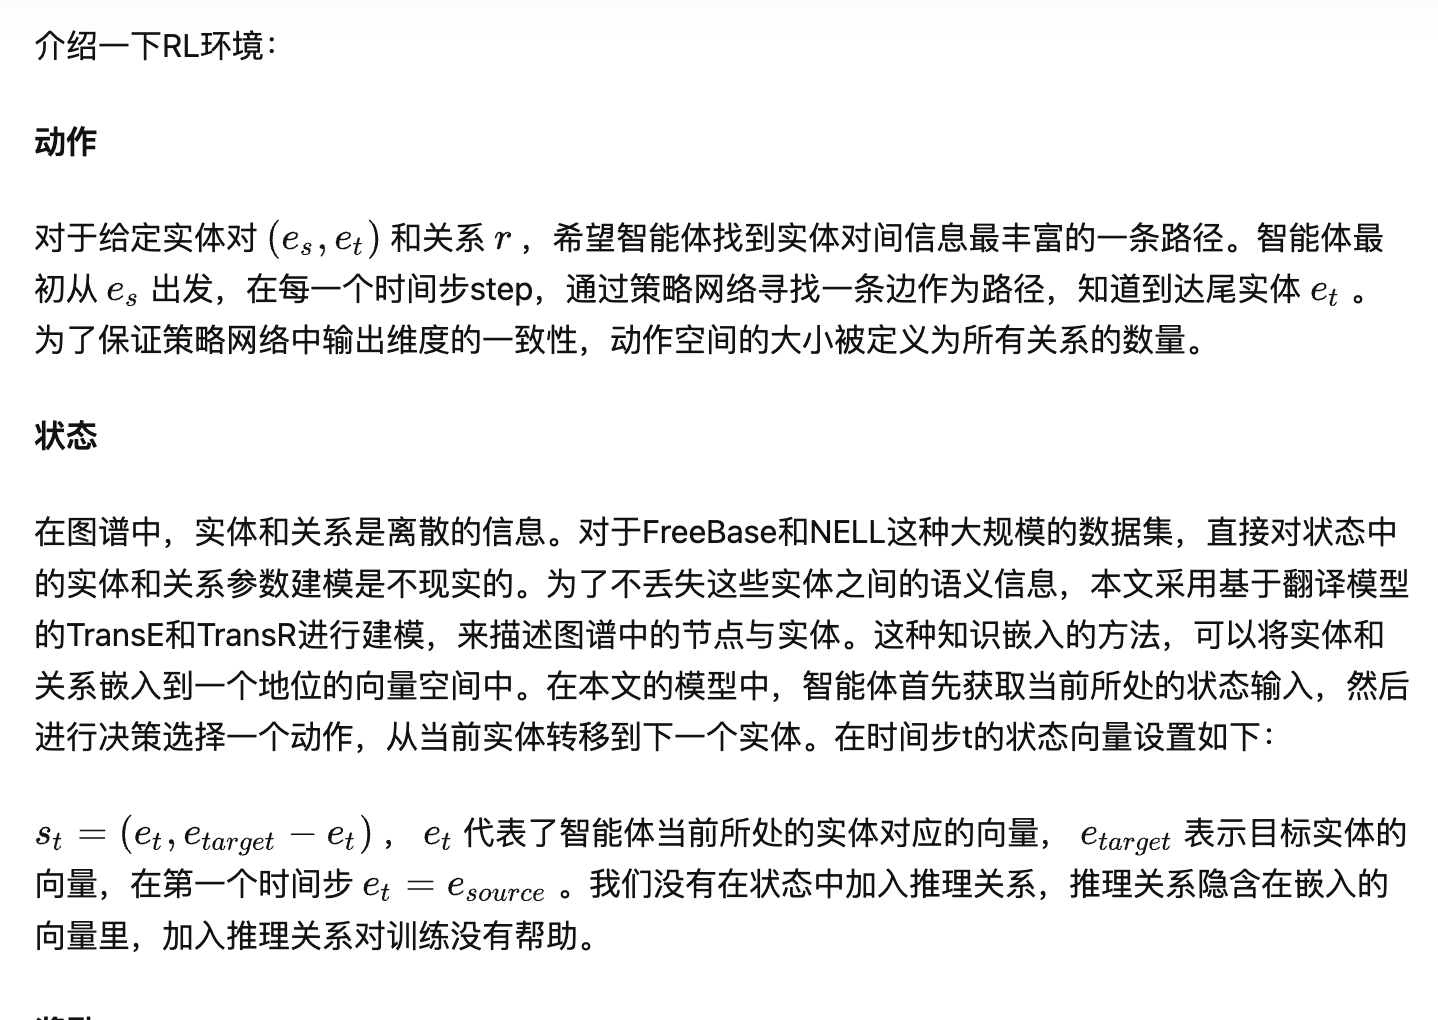 介绍一下RL环境：
动作
对于给定实体对 (e_s, e_t) 和关系 r ，希望智能体找到实体对间信息最丰富的一条路径。智能体最
初从 e_s 出发，在每一个时间步step，通过策略网络寻找一条边作为路径，知道到达尾实体 e_t 。
为了保证策略网络中输出维度的一致性，动作空间的大小被定义为所有关系的数量。
状态
在图谱中，实体和关系是离散的信息。对于FreeBase和NELL这种大规模的数据集，直接对状态中
的实体和关系参数建模是不现实的。为了不丢失这些实体之间的语义信息，本文采用基于翻译模型
的TransE和TransR进行建模，来描述图谱中的节点与实体。这种知识嵌入的方法，可以将实体和
关系嵌入到一个地位的向量空间中。在本文的模型中，智能体首先获取当前所处的状态输入，然后
进行决策选择一个动作，从当前实体转移到下一个实体。在时间步t的状态向量设置如下：
s_t = (e_t, e_{target} − e_t) ， e_t 代表了智能体当前所处的实体对应的向量， e_{target} 表示目标实体的
向量，在第一个时间步 e_t = e_{source} 。我们没有在状态中加入推理关系，推理关系隐含在嵌入的
向量里，加入推理关系对训练没有帮助。